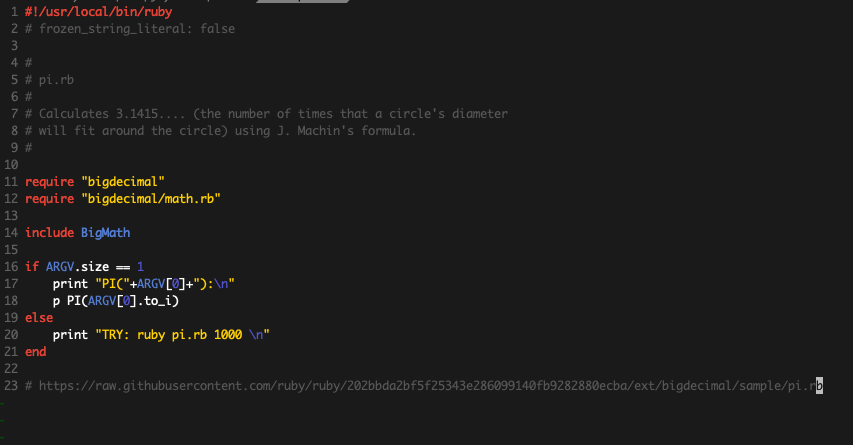 1 #!/usr/local/bin/ruby
2 # frozen_string_literal: false
3
4 #
5 # pi.rb
6 #
7 # Calculates 3.1415.... (the number of times that a circle's diameter
8 # will fit around the circle) using J. Machin's formula.
9 #
10
11 require "bigdecimal"
12 require "bigdecimal/math.rb"
13
14 include BigMath
15
16 if ARGV.size == 1
17     print "PI("+ARGV[0]+"):\n"
18     p PI(ARGV[0].to_i)
19 else
20     print "TRY: ruby pi.rb 1000 \n"
21 end
22
23 # https://raw.githubusercontent.com/ruby/ruby/202bbda2bf5f25343e286099140fb9282880ecba/ext/bigdecimal/sample/pi.rb